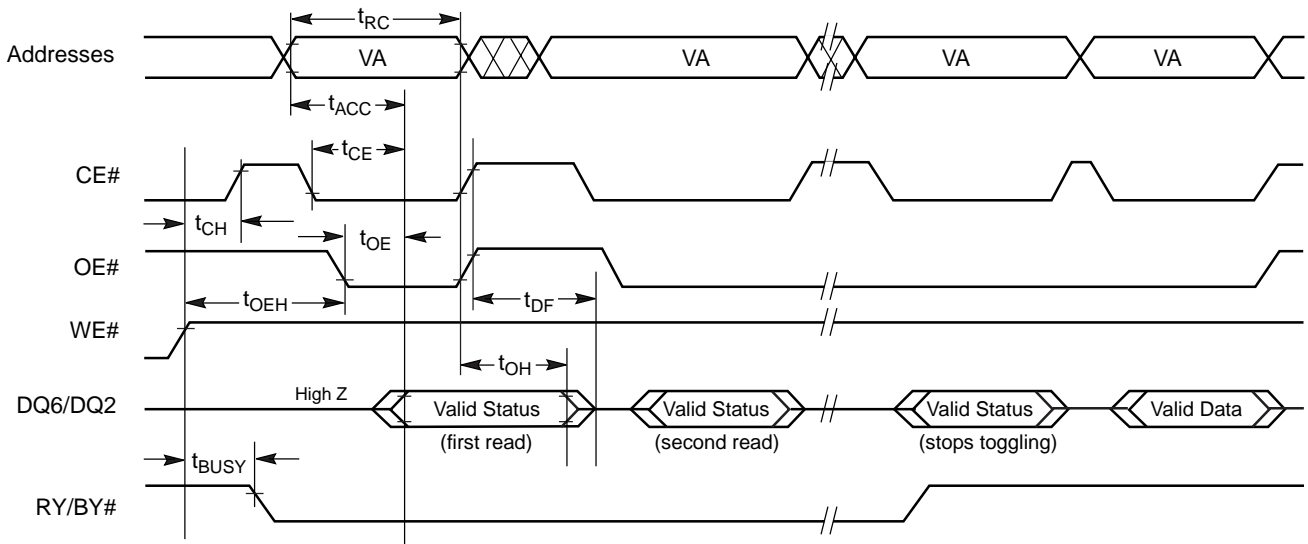 tRC
Addresses VA VA VA VA
tACC
tCE
CE#
tCH tOE
OE#
tOEH tDF
WE#
tOH
High Z
DQ6/DQ2 Valid Status Valid Status Valid Status Valid Data
(first read) (second read) (stops toggling)
tBUSY
RY/BY#